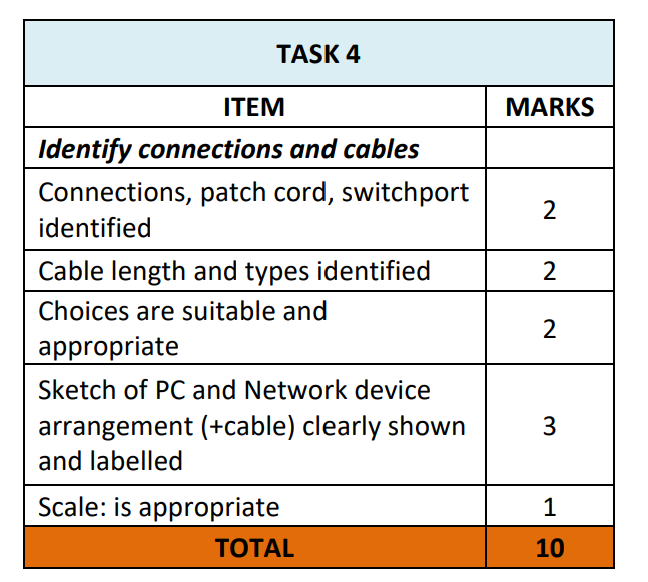 TASK 4
ITEM MARKS
Identify connections and cables
Connections, patch cord, switchport
identified
2
Cable length and types identified 2
Choices are suitable and
appropriate
2
Sketch of PC and Network device
arrangement (+cable) clearly shown
and labelled
3
Scale: is appropriate 1
TOTAL 10